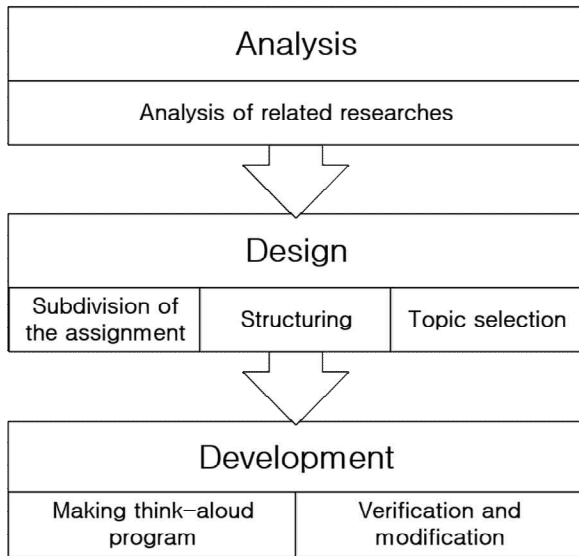 Analysis
Analysis of related researches
Design
Subdivision of
the assignment
Structuring
Topic selection
Development
Making think-aloud
program
Verification and
modification